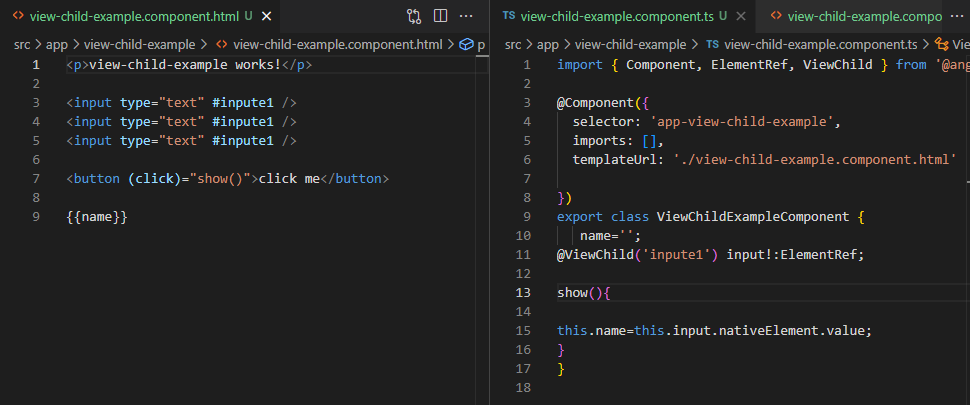 view-child-example.component.html U
src > app > view-child-example > view-child-example.component.html > p
1 <p>view-child-example works!</p>
2
3 <input type="text" #inpute1 />
4 <input type="text" #inpute1 />
5 <input type="text" #inpute1 />
6
7 <button (click)="show()">click me</button>
8
9 {{name}}
TS view-child-example.component.ts U view-child-example.compo
src > app > view-child-example > TS view-child-example.component.ts > Vie
1 import { Component, ElementRef, ViewChild } from '@ang
2
3 @Component({
4 selector: 'app-view-child-example',
5 imports: [],
6 templateUrl: './view-child-example.component.html'
7
8 })
9 export class ViewChildExampleComponent {
10 name='';
11 @ViewChild('inpute1') input!:ElementRef;
12
13 show(){
14
15 this.name=this.input.nativeElement.value;
16 }
17 }
18